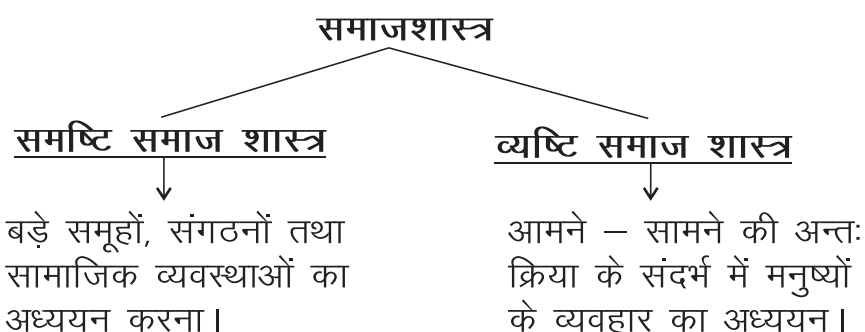 समाजशास्त्र
समष्टि समाज शास्त्र
बड़े समूहों, संगठनों तथा
सामाजिक व्यवस्थाओं का
अध्ययन करना।
व्यष्टि समाज शास्त्र
आमने – सामने की अन्तः
क्रिया के संदर्भ में मनुष्यों
के व्यवहार का अध्ययन।